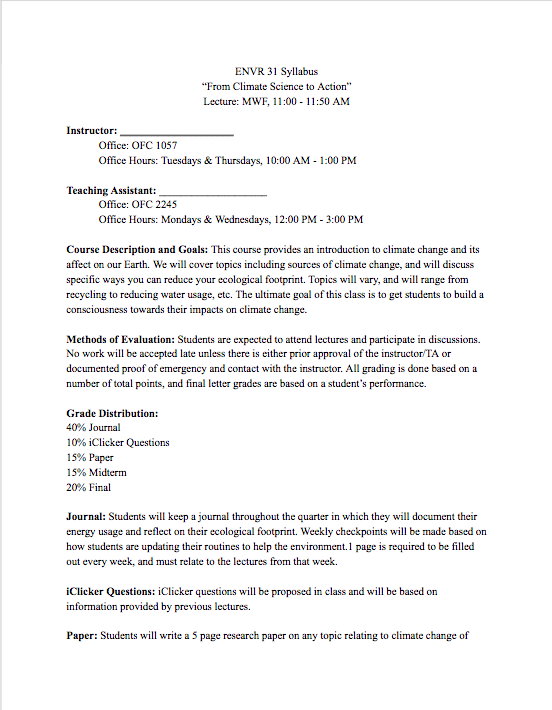 ENVR 31 Syllabus
“From Climate Science to Action”
Lecture: MWF, 11:00 - 11:50 AM
Instructor: ______________________
Office: OFC 1057
Office Hours: Tuesdays & Thursdays, 10:00 AM - 1:00 PM
Teaching Assistant: _____________________
Office: OFC 2245
Office Hours: Mondays & Wednesdays, 12:00 PM - 3:00 PM
Course Description and Goals: This course provides an introduction to climate change and its
affect on our Earth. We will cover topics including sources of climate change, and will discuss
specific ways you can reduce your ecological footprint. Topics will vary, and will range from
recycling to reducing water usage, etc. The ultimate goal of this class is to get students to build a
consciousness towards their impacts on climate change.
Methods of Evaluation: Students are expected to attend lectures and participate in discussions.
No work will be accepted late unless there is either prior approval of the instructor/TA or
documented proof of emergency and contact with the instructor. All grading is done based on a
number of total points, and final letter grades are based on a student’s performance.
Grade Distribution:
40% Journal
10% iClicker Questions
15% Paper
15% Midterm
20% Final
Journal: Students will keep a journal throughout the quarter in which they will document their
energy usage and reflect on their ecological footprint. Weekly checkpoints will be made based on
how students are updating their routines to help the environment.1 page is required to be filled
out every week, and must relate to the lectures from that week.
iClicker Questions: iClicker questions will be proposed in class and will be based on
information provided by previous lectures.
Paper: Students will write a 5 page research paper on any topic relating to climate change of